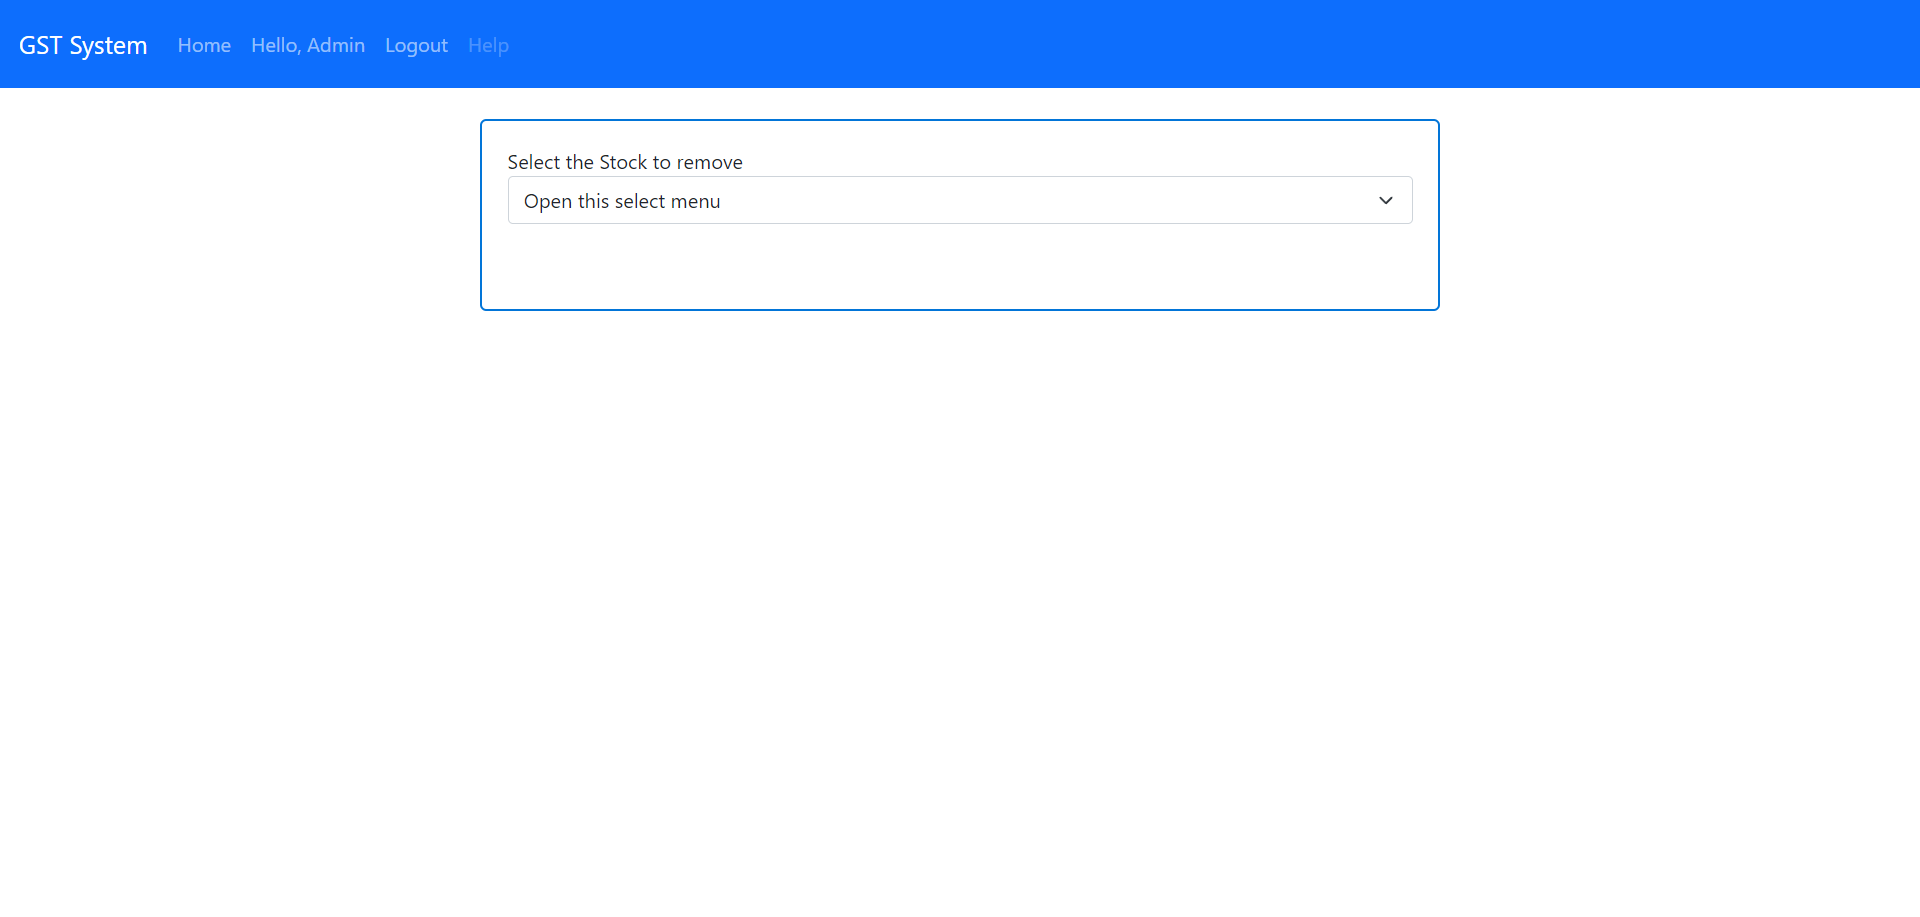 GST System Home Hello, Admin Logout Help
Select the Stock to remove
Open this select menu